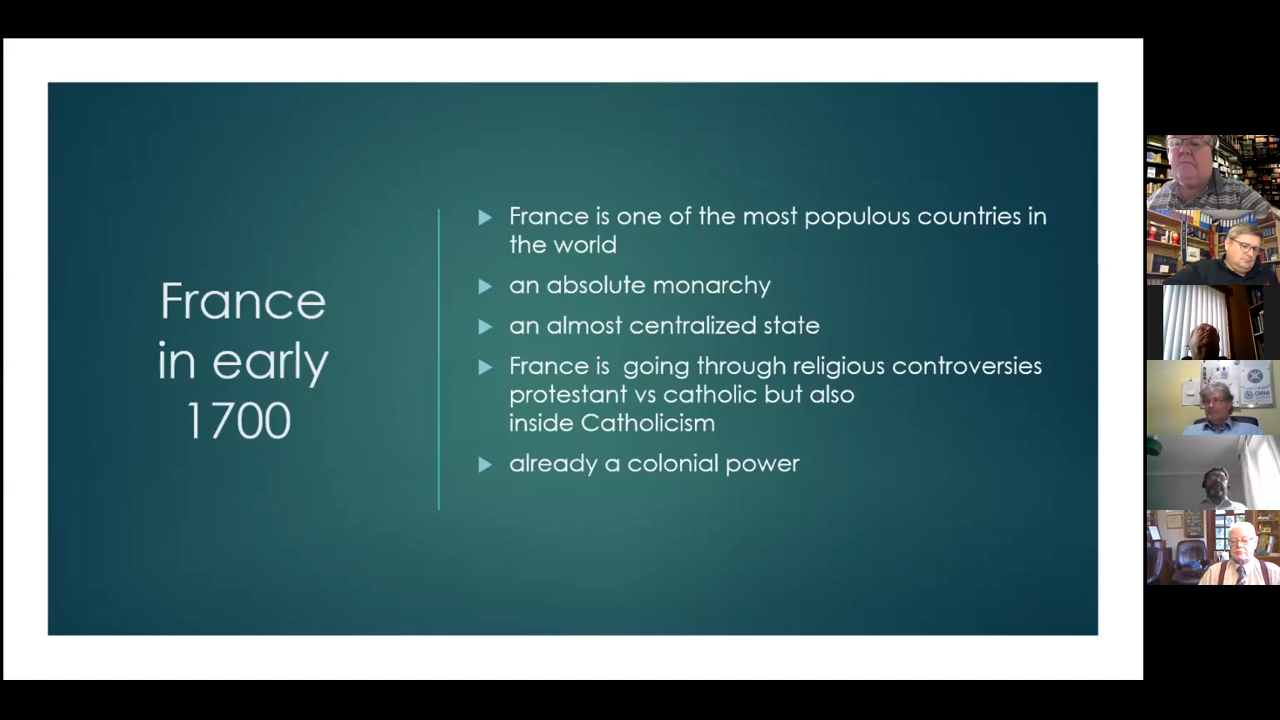 France
in early
1700
France is one of the most populous countries in
the world
an absolute monarchy
an almost centralized state
France is  going through religious controversies
protestant vs catholic but also
inside Catholicism
already a colonial power